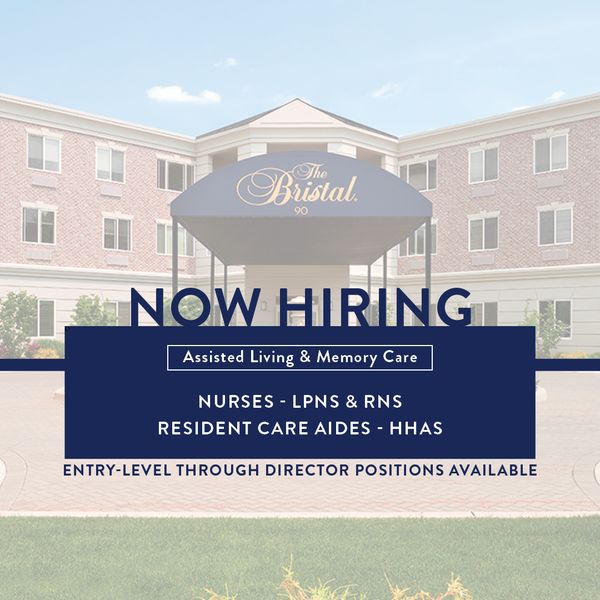 The
Bristal.
90
NOW HIRING
Assisted Living & Memory Care
NURSES - LPNS & RNS
RESIDENT CARE AIDES - HHAS
ENTRY-LEVEL THROUGH DIRECTOR POSITIONS AVAILABLE